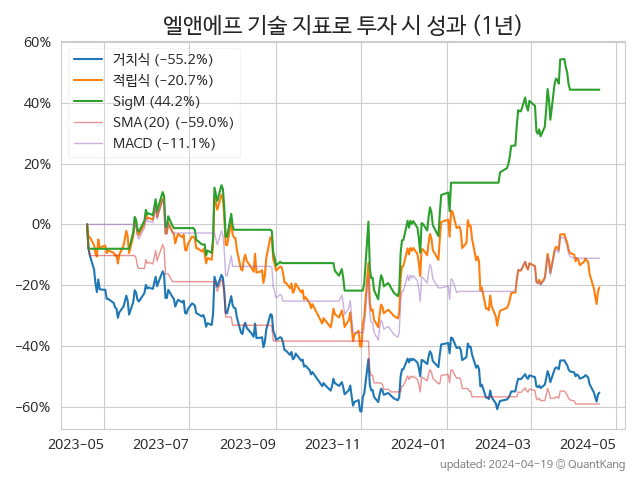 엘앤에프 기술 지표로 투자 시 성과 (1년)
60%
40%
20%
0%
−20%
−40%
−60%
거치식 (−55.2%)
적립식 (−20.7%)
SigM (44.2%)
SMA(20) (−59.0%)
MACD (−11.1%)
2023-05 2023-07 2023-09 2023-11 2024-01 2024-03 2024-05
updated: 2024-04-19 © QuantKang